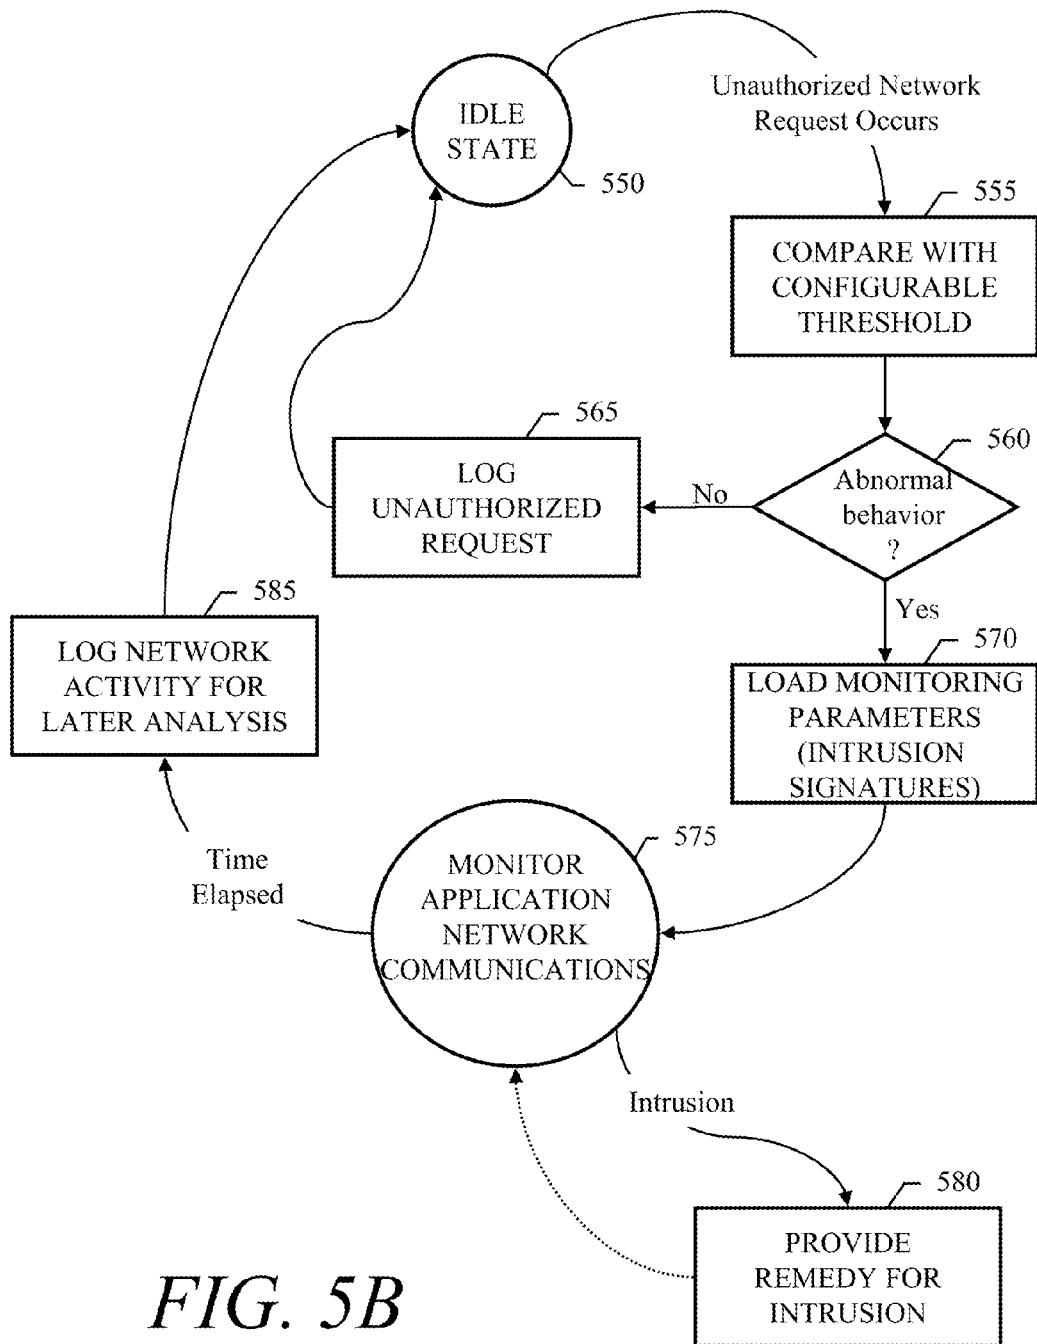 IDLE
STATE
550
Unauthorized Network
Request Occurs
555
COMPARE WITH
CONFIGURABLE
THRESHOLD
560
Abnormal
behavior
?
No
565
LOG
UNAUTHORIZED
REQUEST
Yes
570
LOAD MONITORING
PARAMETERS
(INTRUSION
SIGNATURES)
585
LOG NETWORK
ACTIVITY FOR
LATER ANALYSIS
575
MONITOR
APPLICATION
NETWORK
COMMUNICATIONS
Time
Elapsed
Intrusion
580
PROVIDE
REMEDY FOR
INTRUSION
FIG. 5B